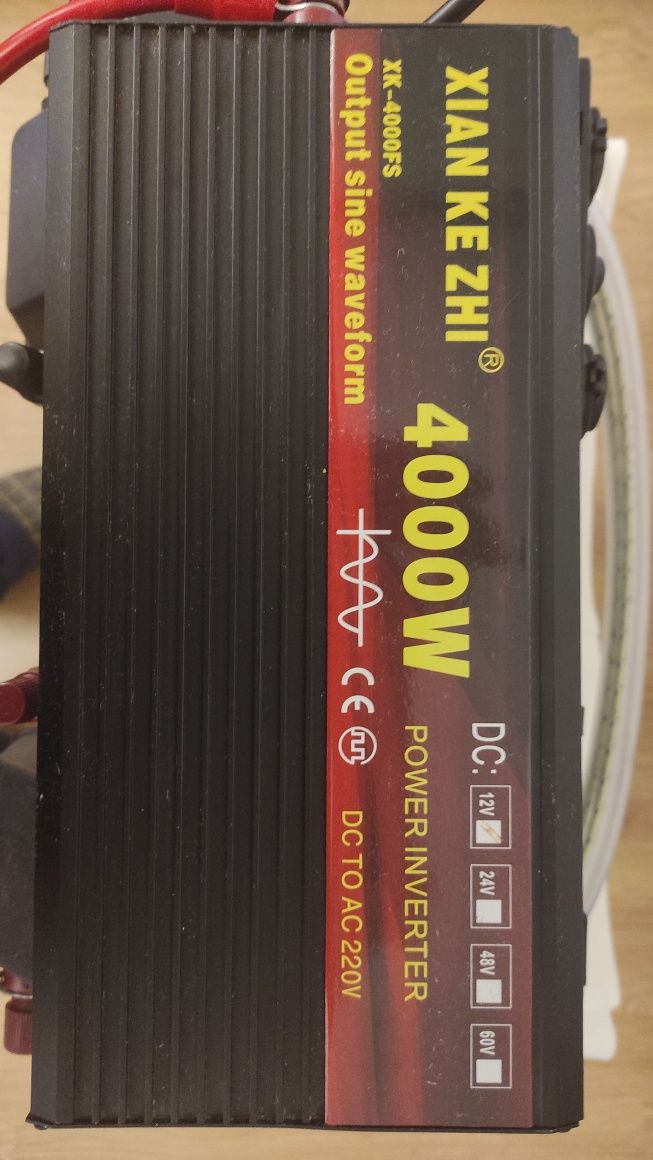 XIAN KE ZHI®
4000W
DC: 12V 24V 48V 60V
POWER INVERTER
XK-4000FS
Output sine waveform
CE
DC TO AC 220V